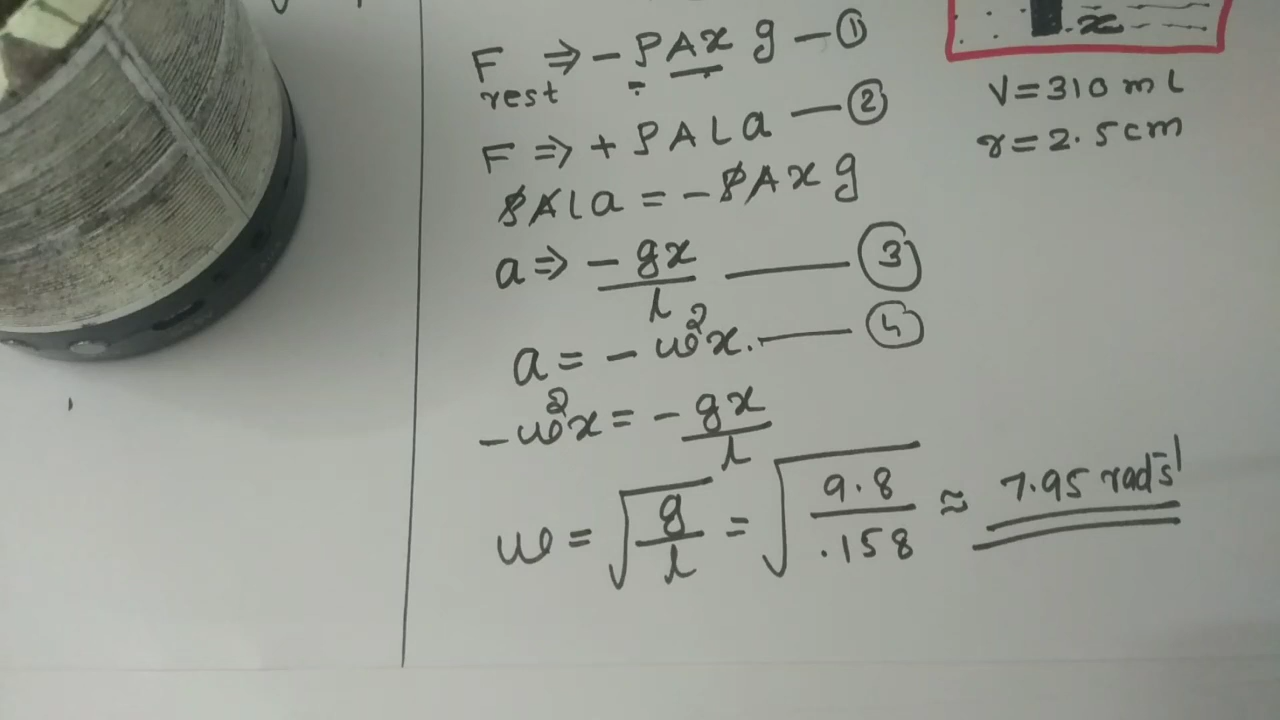 F rest ⇒ - ρAxg — ①
F ⇒ + ρALa — ②
ρALa = - ρAxg
a ⇒ - gx/L — ③
a = - ω²x. — ④
- ω²x = - gx/L
ω = √(g/L) = √(9.8/.158) ≈ 7.95 rad s⁻¹
x
V = 310 mL
r = 2.5 cm